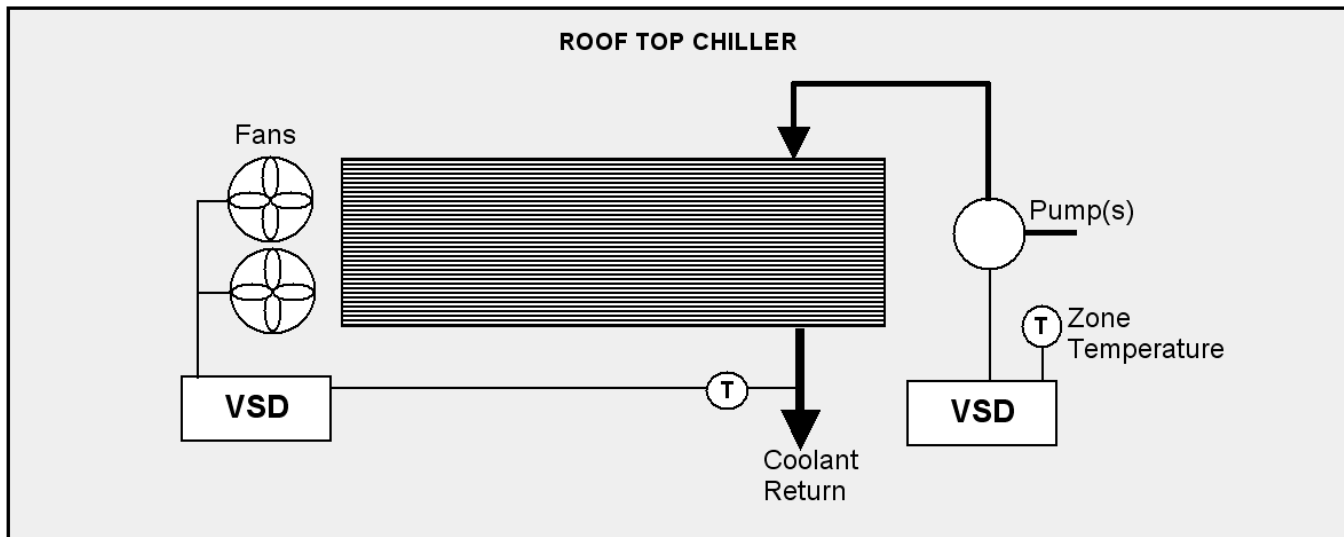 ROOF TOP CHILLER
Fans
Pump(s)
T
Zone
Temperature
VSD
T
VSD
Coolant
Return